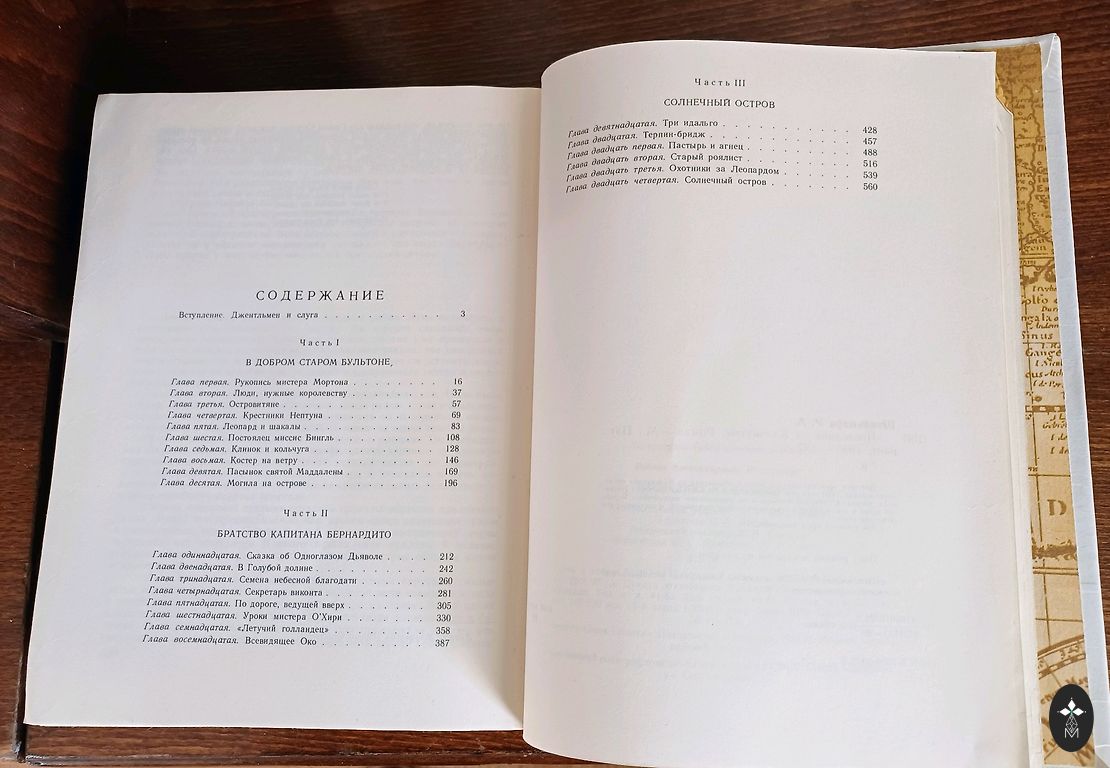 СОДЕРЖАНИЕ
Вступление. Джентльмен и слуга . . . . . . . . . . . 3
Часть I
В ДОБРОМ СТАРОМ БУЛЬТОНЕ
Глава первая. Рукопись мистера Мортона . . . . . . . . 16
Глава вторая. Люди, нужные королевству . . . . . . . . 37
Глава третья. Островитяне . . . . . . . . . . . . . 57
Глава четвертая. Крестники Нептуна . . . . . . . . . . 69
Глава пятая. Леопард и шакалы . . . . . . . . . . . 83
Глава шестая. Постоялец миссис Бингль . . . . . . . . . 108
Глава седьмая. Клинок и кольчуга . . . . . . . . . . . 128
Глава восьмая. Костер на ветру . . . . . . . . . . . 146
Глава девятая. Пасынок святой Маддалены . . . . . . . . 169
Глава десятая. Могила на острове . . . . . . . . . . . 196
Часть II
БРАТСТВО КАПИТАНА БЕРНАРДИТО
Глава одиннадцатая. Сказка об Одноглазом Дьяволе . . . . 212
Глава двенадцатая. В Голубой долине . . . . . . . . . 242
Глава тринадцатая. Семена небесной благодати . . . . . . 260
Глава четырнадцатая. Секретарь виконта . . . . . . . . 281
Глава пятнадцатая. По дороге, ведущей вверх . . . . . . . 305
Глава шестнадцатая. Уроки мистера О'Хири . . . . . . . . 330
Глава семнадцатая. «Летучий голландец» . . . . . . . . 358
Глава восемнадцатая. Всевидящее Око . . . . . . . . . 387
Часть III
СОЛНЕЧНЫЙ ОСТРОВ
Глава девятнадцатая. Три идальго . . . . . . . . . . . 428
Глава двадцатая. Терпин-бридж . . . . . . . . . . . . 457
Глава двадцать первая. Пастырь и агнец . . . . . . . . . 488
Глава двадцать вторая. Старый роялист . . . . . . . . . 516
Глава двадцать третья. Охотники за Леопардом . . . . . . 539
Глава двадцать четвертая. Солнечный остров . . . . . . . 560
M